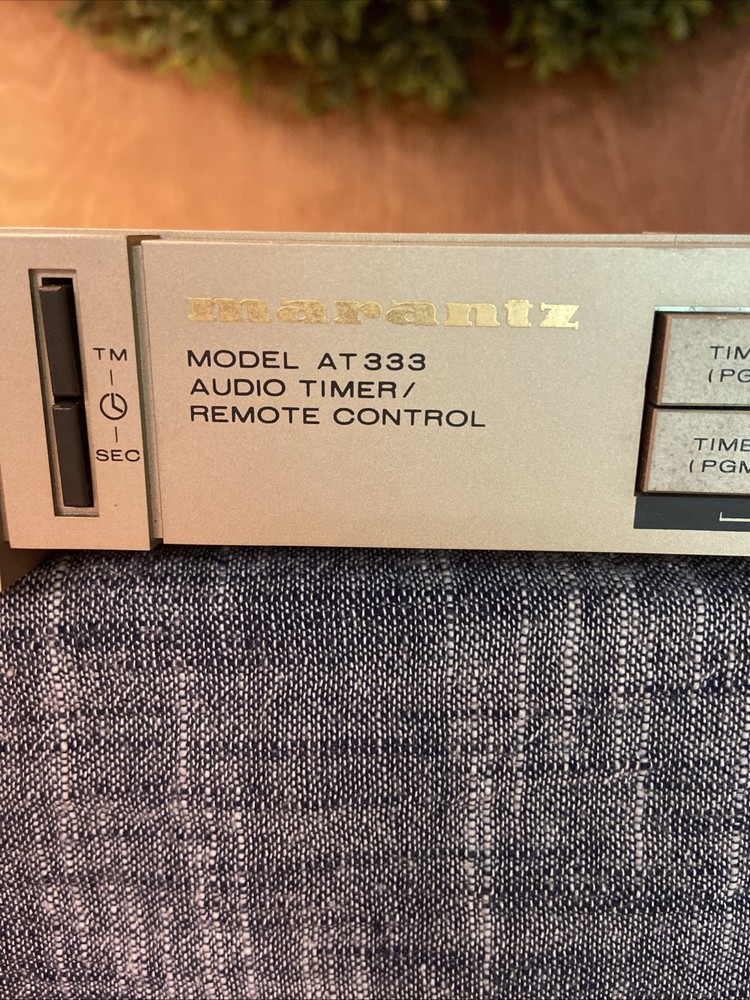 TM
SEC
marantz
MODEL AT333
AUDIO TIMER/
REMOTE CONTROL